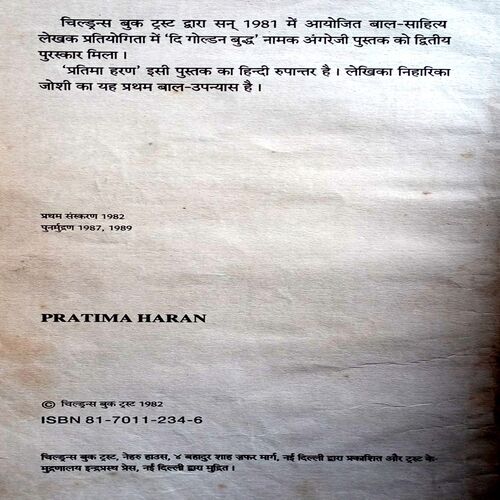 चिल्ड्रन्स बुक ट्रस्ट द्वारा सन् 1981 में आयोजित बाल-साहित्य
लेखक प्रतियोगिता में ‘दि गोल्डन बुद्ध’ नामक अंगरेजी पुस्तक को द्वितीय
पुरस्कार मिला ।
‘प्रतिमा हरण’ इसी पुस्तक का हिन्दी रुपान्तर है । लेखिका निहारिका
जोशी का यह प्रथम बाल-उपन्यास है ।
प्रथम संस्करण 1982
पुनर्मुद्रण 1987, 1989
PRATIMA HARAN
© चिल्ड्रन्स बुक ट्रस्ट 1982
ISBN 81-7011-234-6
चिल्ड्रन्स बुक ट्रस्ट, नेहरु हाउस, ४ बहादुर शाह ज़फर मार्ग, नई दिल्ली द्वारा प्रकाशित और ट्रस्ट के-
मुद्रणालय इन्द्रप्रस्थ प्रेस, नई दिल्ली द्वारा मुद्रित ।